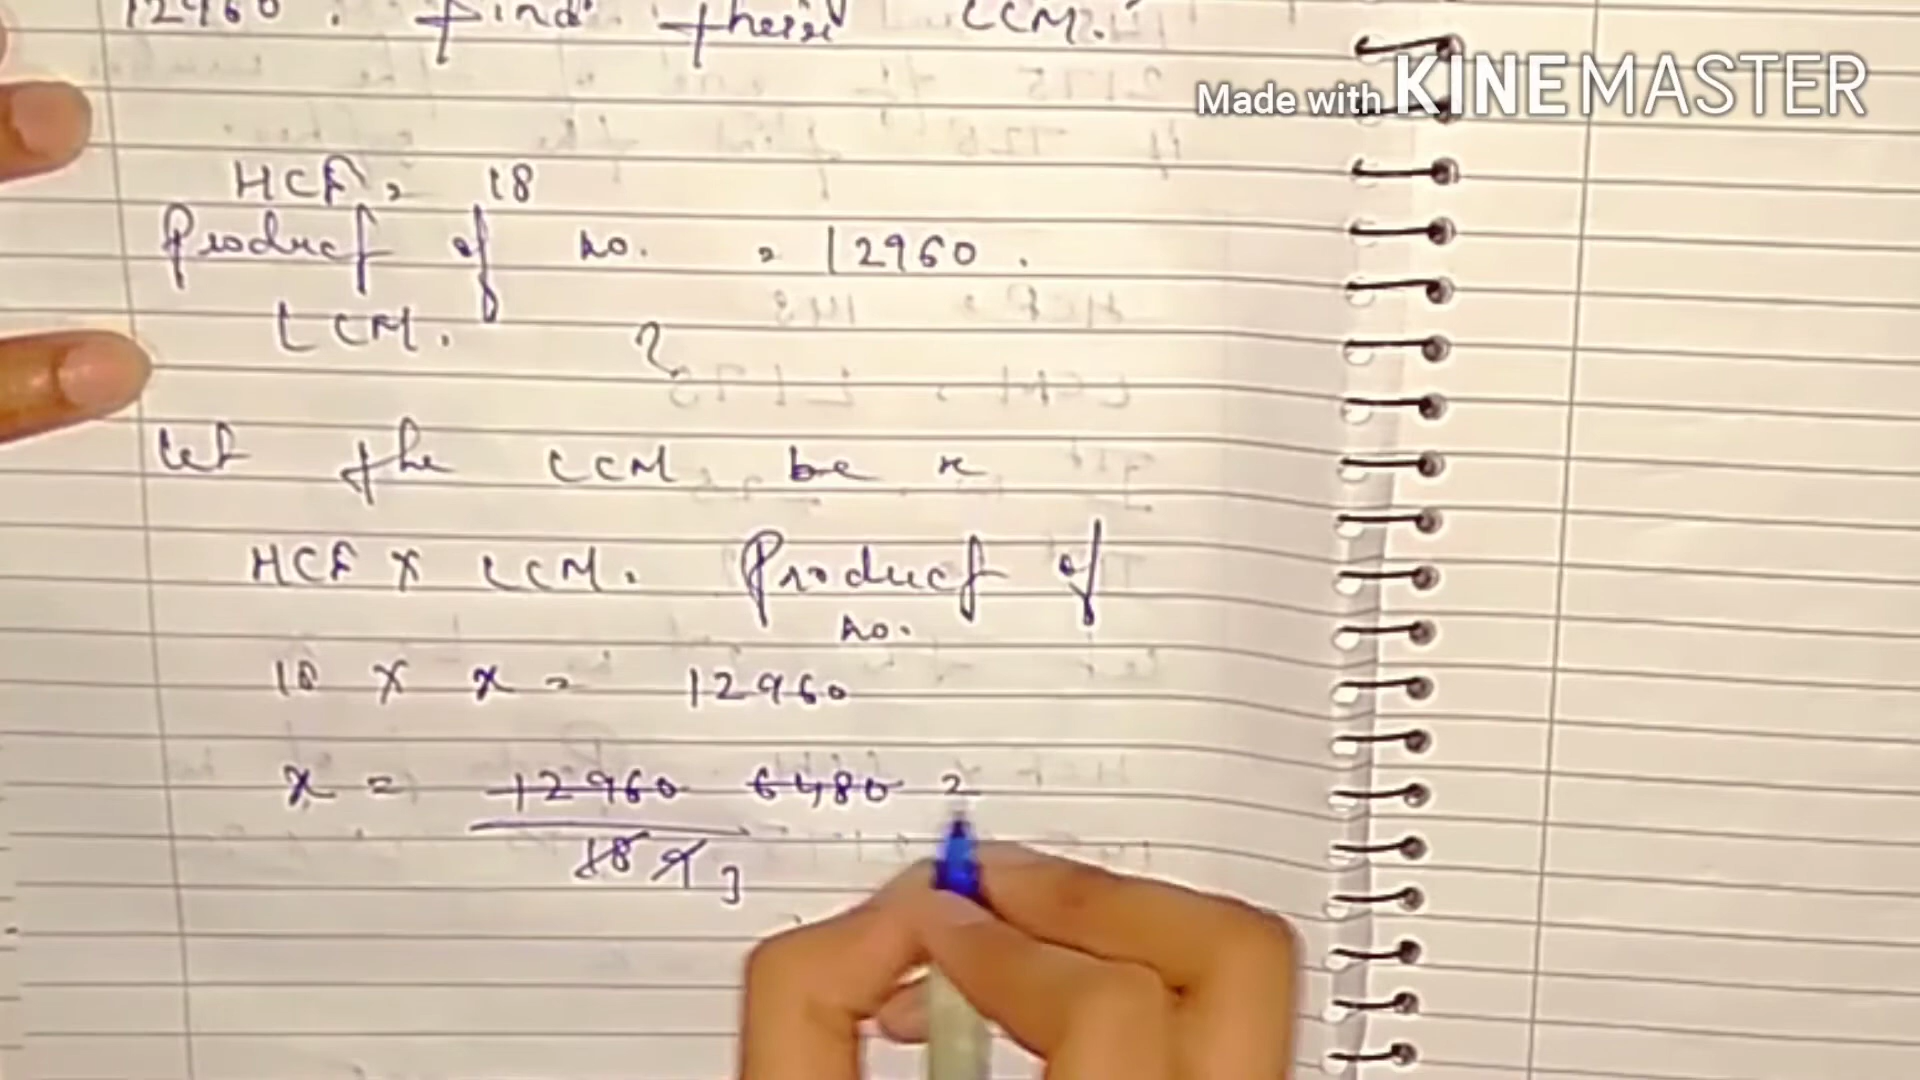 12960. find their LCM.
Made with KINEMASTER
HCF = 18
Product of no. = 12960.
LCM. ?
Let the LCM be x
HCF x LCM = Product of
no.
18 x x = 12960
x = 12960 6480 2
18 9 3